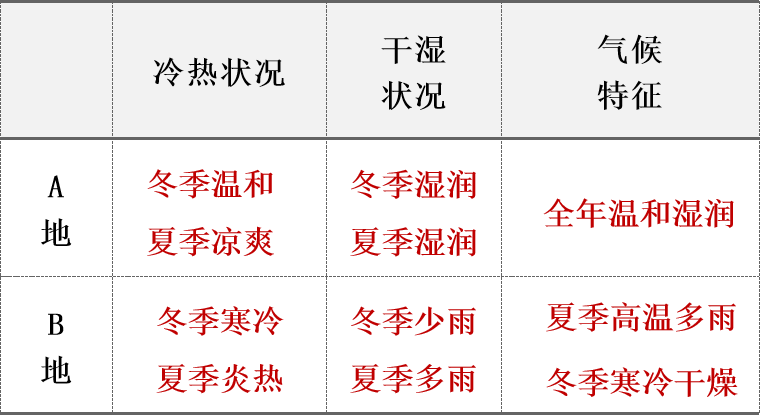 冷热状况
干湿
状况
气候
特征
A
地
冬季温和
夏季凉爽
冬季湿润
夏季湿润
全年温和湿润
B
地
冬季寒冷
夏季炎热
冬季少雨
夏季多雨
夏季高温多雨
冬季寒冷干燥